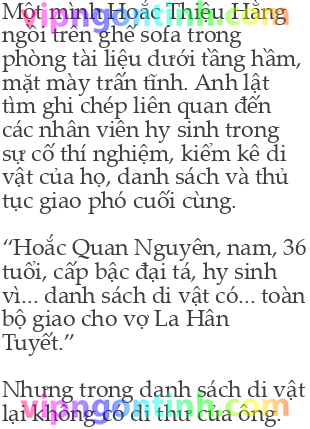 Một mình Hoắc Thiệu Hằng
ngồi trên ghế sofa trong
phòng tài liệu dưới tầng hầm,
mặt mày trấn tĩnh. Anh lật
tìm ghi chép liên quan đến
các nhân viên hy sinh trong
sự cố thí nghiệm, kiểm kê di
vật của họ, danh sách và thủ
tục giao phó cuối cùng.
“Hoắc Quan Nguyên, nam, 36
tuổi, cấp bậc đại tá, hy sinh
vì... danh sách di vật có... toàn
bộ giao cho vợ La Hân
Tuyết.”
Nhưng trong danh sách di vật
lại không có di thư của ông.
vipngontinh.com
vipngontinh.com